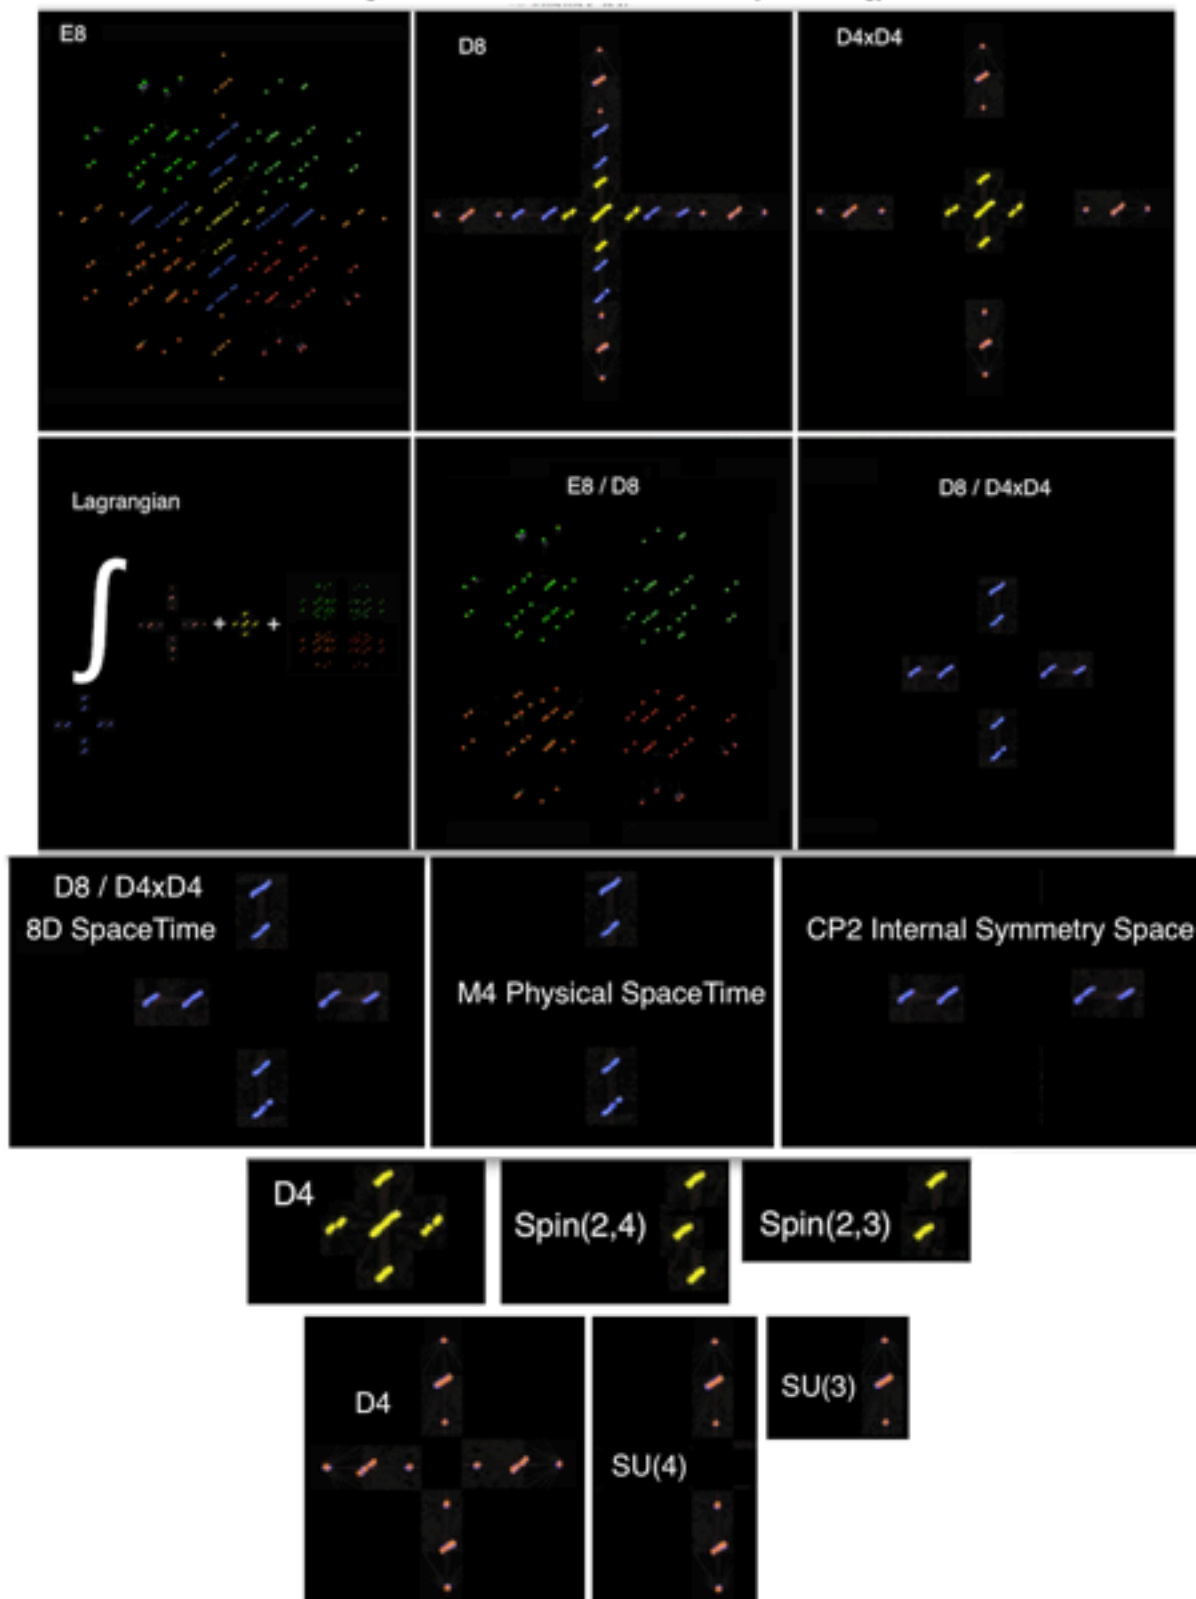 E8
D8
D4xD4
Lagrangian
E8 / D8
D8 / D4xD4
∫
+
+
D8 / D4xD4
8D SpaceTime
M4 Physical SpaceTime
CP2 Internal Symmetry Space
D4
Spin(2,4)
Spin(2,3)
D4
SU(4)
SU(3)